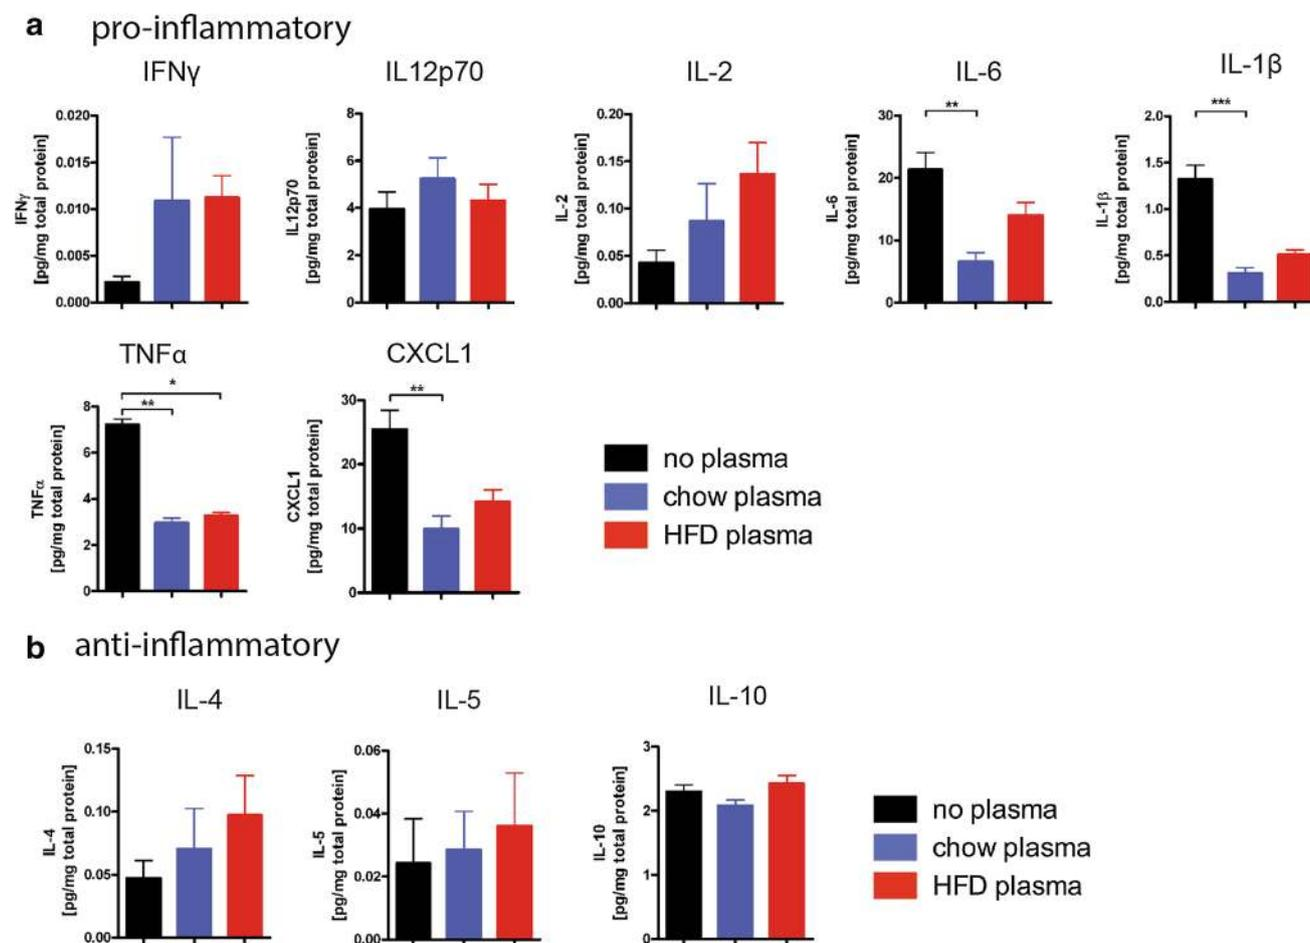 a pro-inflammatory
IFNγ IL12p70 IL-2 IL-6 IL-1β
IFNγ
[pg/mg total protein]
0.020
0.015
0.010
0.005
0.000
IL12p70
[pg/mg total protein]
8
6
4
2
0
IL-2
[pg/mg total protein]
0.20
0.15
0.10
0.05
0.00
IL-6
[pg/mg total protein]
30
20
10
0
**
IL-1β
[pg/mg total protein]
2.0
1.5
1.0
0.5
0.0
***
TNFα CXCL1
TNFα
[pg/mg total protein]
8
6
4
2
0
*
**
CXCL1
[pg/mg total protein]
30
20
10
0
**
no plasma
chow plasma
HFD plasma
b anti-inflammatory
IL-4 IL-5 IL-10
IL-4
[pg/mg total protein]
0.15
0.10
0.05
0.00
IL-5
[pg/mg total protein]
0.06
0.04
0.02
0.00
IL-10
[pg/mg total protein]
3
2
1
0
no plasma
chow plasma
HFD plasma